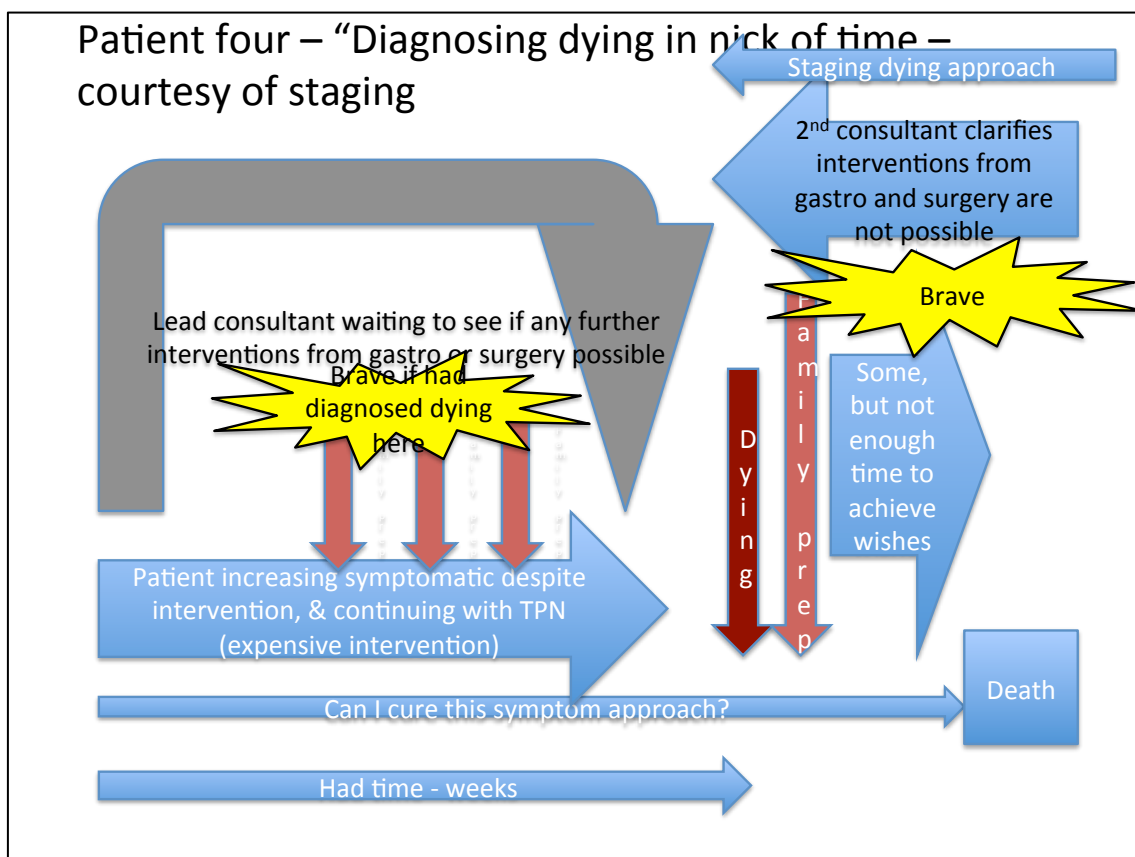 Patient four – “Diagnosing dying in nick of time –
courtesy of staging
Staging dying approach
2nd consultant clarifies
interventions from
gastro and surgery are
not possible
Brave
Lead consultant waiting to see if any further
interventions from gastro or surgery possible
Brave if had
diagnosed dying
here
Dying
Family prep
Some,
but not
enough
time to
achieve
wishes
Patient increasing symptomatic despite
intervention, & continuing with TPN
(expensive intervention)
Death
Can I cure this symptom approach?
Had time - weeks